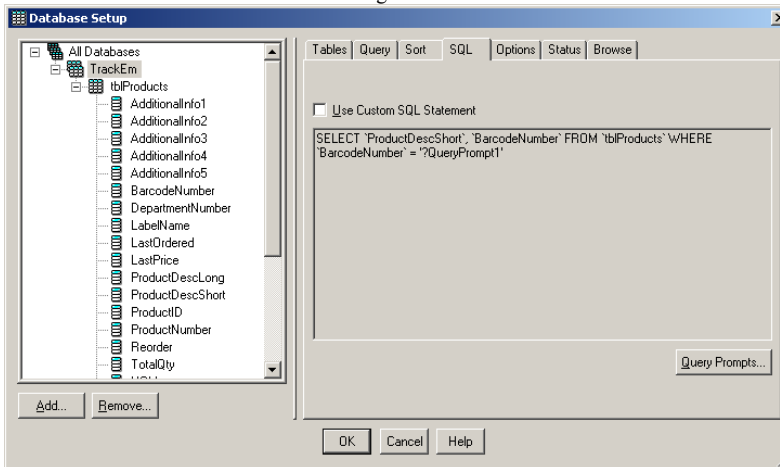 Database Setup
All Databases
TrackEm
tblProducts
AdditionalInfo1
AdditionalInfo2
AdditionalInfo3
AdditionalInfo4
AdditionalInfo5
BarcodeNumber
DepartmentNumber
LabelName
LastOrdered
LastPrice
ProductDescLong
ProductDescShort
ProductID
ProductNumber
Reorder
TotalQty
Add...
Remove...
Tables Query Sort SQL Options Status Browse
Use Custom SQL Statement
SELECT `ProductDescShort`, `BarcodeNumber` FROM `tblProducts` WHERE
`BarcodeNumber` = '?QueryPrompt1'
Query Prompts...
OK Cancel Help